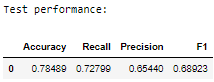 Test performance:
Accuracy Recall Precision F1
0 0.78489 0.72799 0.65440 0.68923